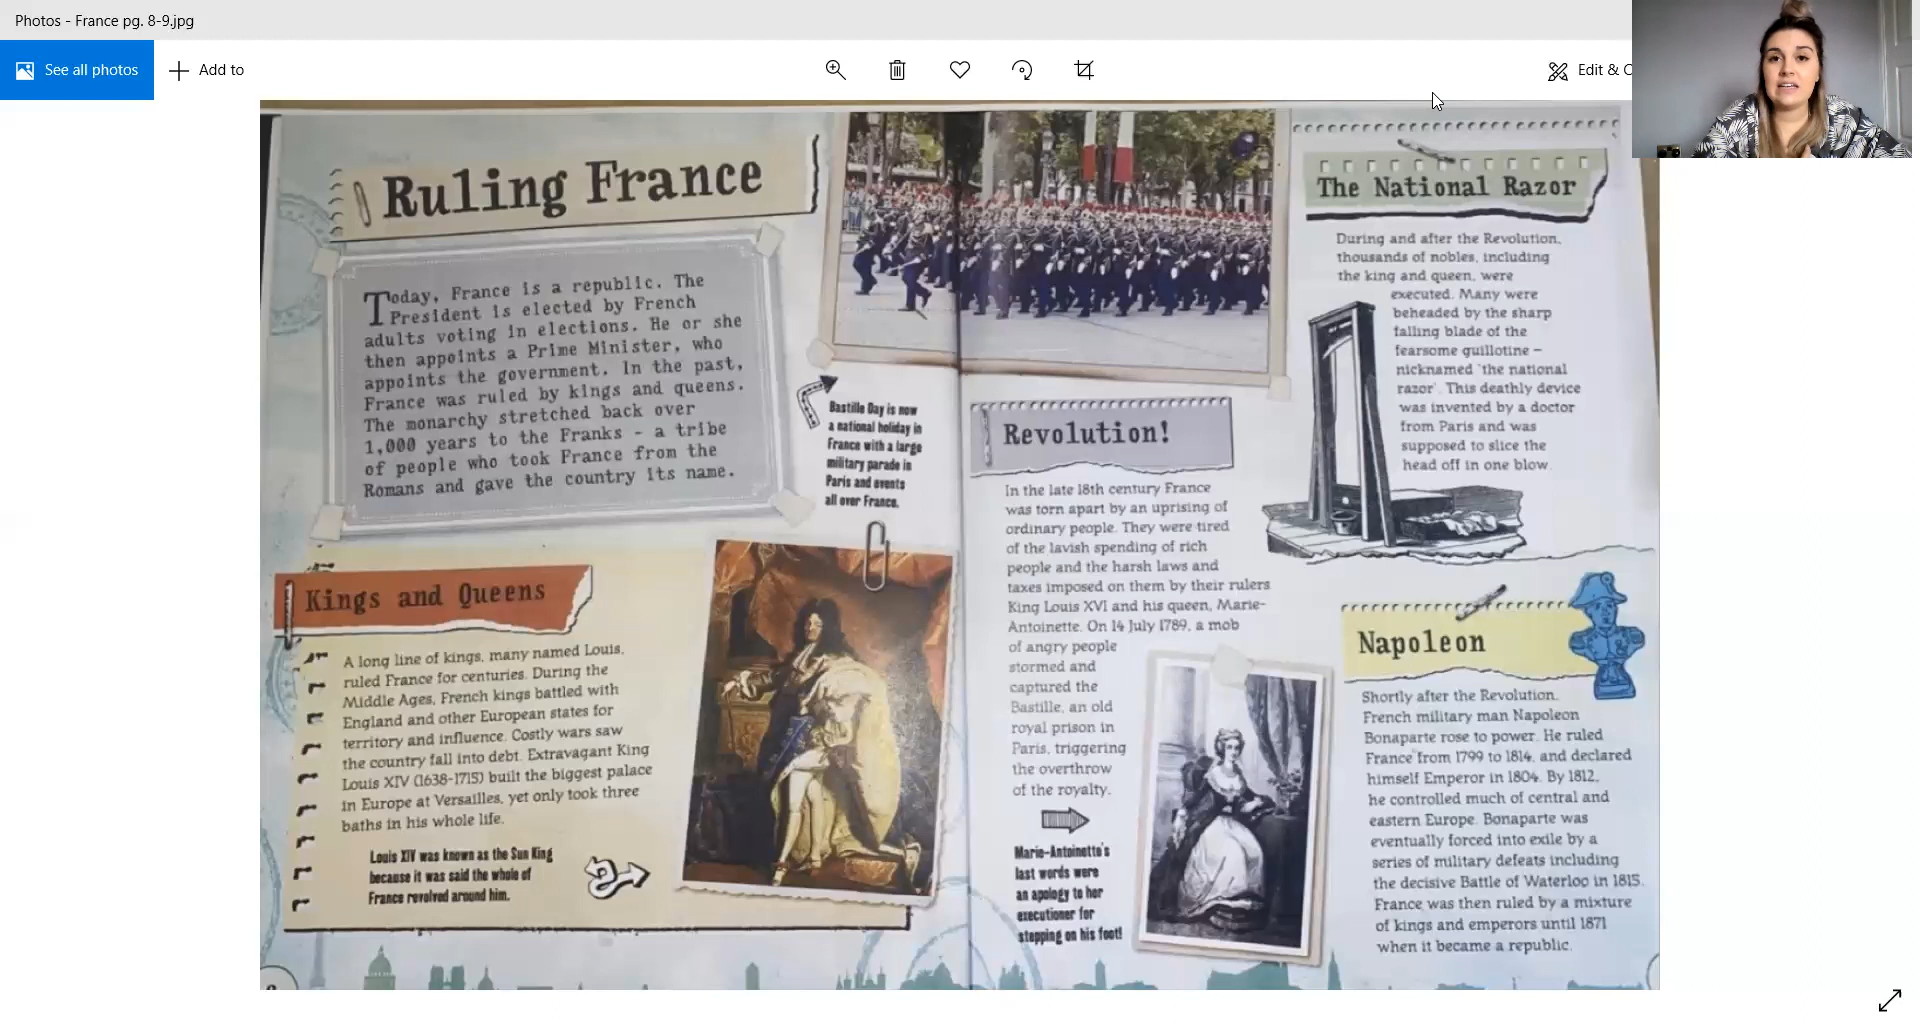 Photos - France pg. 8-9.jpg
See all photos
Add to
Edit & C
Ruling France
Today, France is a republic. The
President is elected by French
adults voting in elections. He or she
then appoints a Prime Minister, who
appoints the government. In the past,
France was ruled by kings and queens.
The monarchy stretched back over
1,000 years to the Franks - a tribe
of people who took France from the
Romans and gave the country its name.
Bastille Day is now
a national holiday in
France with a large
military parade in
Paris and events
all over France.
Kings and Queens
A long line of kings, many named Louis,
ruled France for centuries. During the
Middle Ages, French kings battled with
England and other European states for
territory and influence. Costly wars saw
the country fall into debt. Extravagant King
Louis XIV (1638-1715) built the biggest palace
in Europe at Versailles, yet only took three
baths in his whole life.
Louis XIV was known as the Sun King
because it was said the whole of
France revolved around him.
Revolution!
In the late 18th century France
was torn apart by an uprising of
ordinary people. They were tired
of the lavish spending of rich
people and the harsh laws and
taxes imposed on them by their rulers
King Louis XVI and his queen, Marie-
Antoinette. On 14 July 1789, a mob
of angry people
stormed and
captured the
Bastille, an old
royal prison in
Paris, triggering
the overthrow
of the royalty.
Marie-Antoinette's
last words were
an apology to her
executioner for
stepping on his foot!
The National Razor
During and after the Revolution,
thousands of nobles, including
the king and queen, were
executed. Many were
beheaded by the sharp
falling blade of the
fearsome guillotine –
nicknamed 'the national
razor'. This deathly device
was invented by a doctor
from Paris and was
supposed to slice the
head off in one blow.
Napoleon
Shortly after the Revolution,
French military man Napoleon
Bonaparte rose to power. He ruled
France from 1799 to 1814, and declared
himself Emperor in 1804. By 1812,
he controlled much of central and
eastern Europe. Bonaparte was
eventually forced into exile by a
series of military defeats including
the decisive Battle of Waterloo in 1815.
France was then ruled by a mixture
of kings and emperors until 1871
when it became a republic.